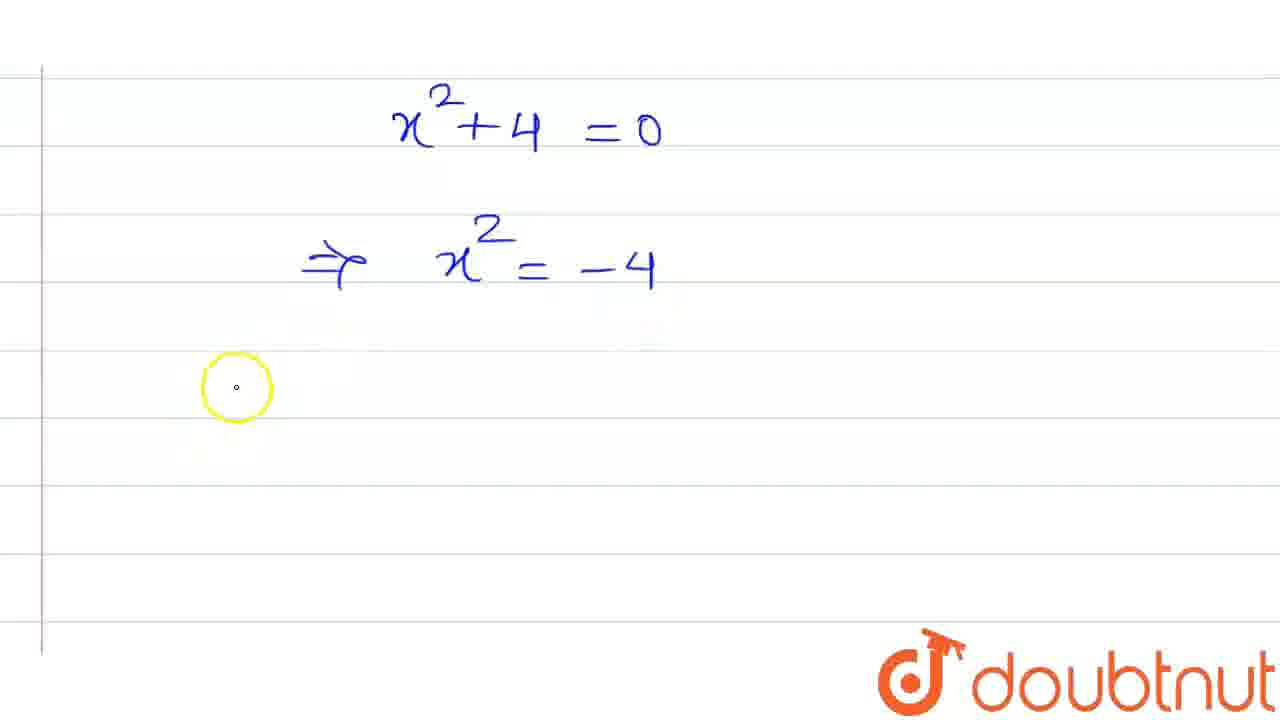 x² + 4 = 0
⇒ x² = -4
doubtnut